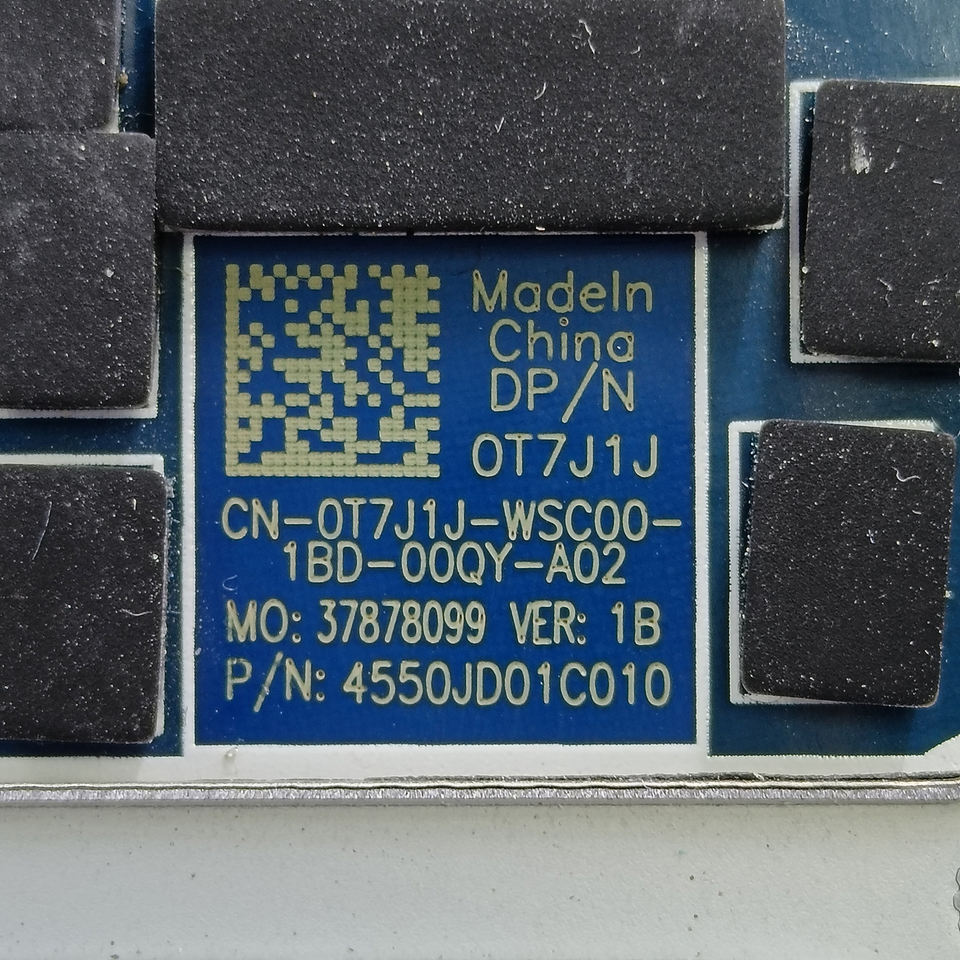 MadeIn
China
DP/N
0T7J1J
CN-0T7J1J-WSC00-
1BD-00QY-A02
MO: 37878099 VER: 1B
P/N: 4550JD01C010